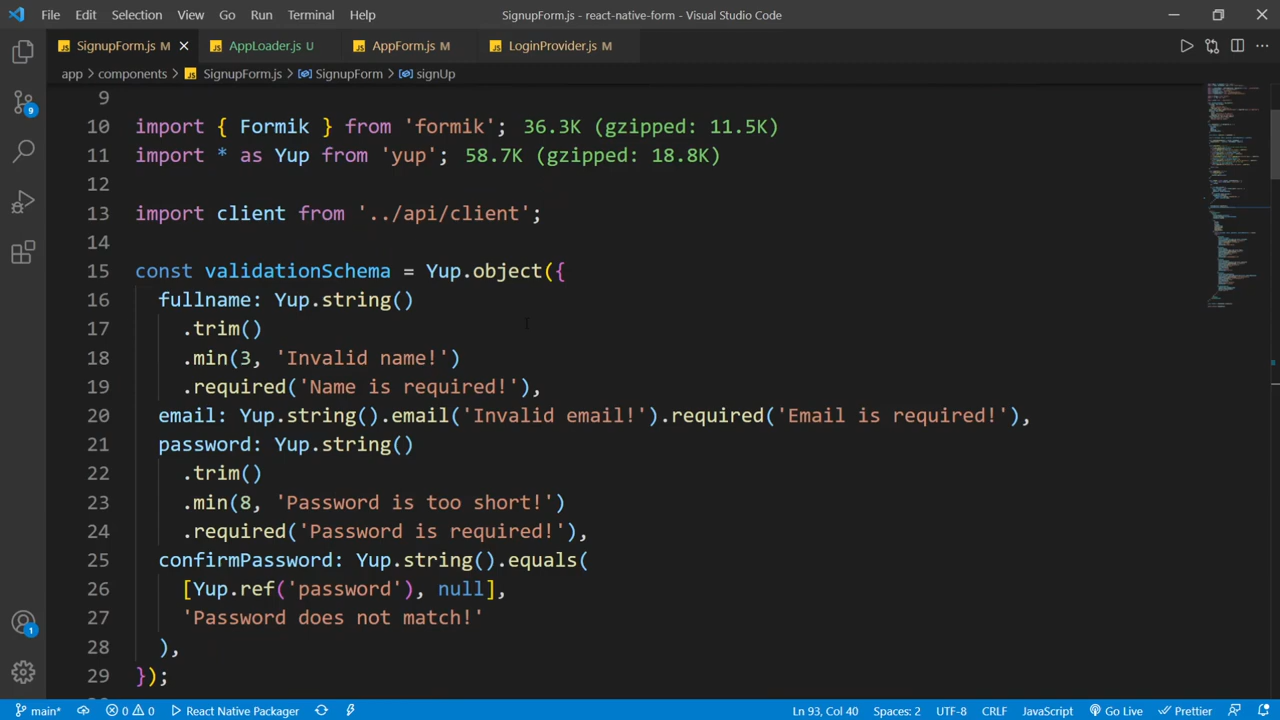 File Edit Selection View Go Run Terminal Help SignupForm.js - react-native-form - Visual Studio Code
JS SignupForm.js M JS AppLoader.js U JS AppForm.js M JS LoginProvider.js M
app > components > JS SignupForm.js > SignupForm > signUp
9
10 import { Formik } from 'formik'; 36.3K (gzipped: 11.5K)
11 import * as Yup from 'yup'; 58.7K (gzipped: 18.8K)
12
13 import client from '../api/client';
14
15 const validationSchema = Yup.object({
16 fullname: Yup.string()
17 .trim()
18 .min(3, 'Invalid name!')
19 .required('Name is required!'),
20 email: Yup.string().email('Invalid email!').required('Email is required!'),
21 password: Yup.string()
22 .trim()
23 .min(8, 'Password is too short!')
24 .required('Password is required!'),
25 confirmPassword: Yup.string().equals(
26 [Yup.ref('password'), null],
27 'Password does not match!'
28 ),
29 });
9
1
main* 0 0 React Native Packager Ln 93, Col 40 Spaces: 2 UTF-8 CRLF JavaScript Go Live Prettier